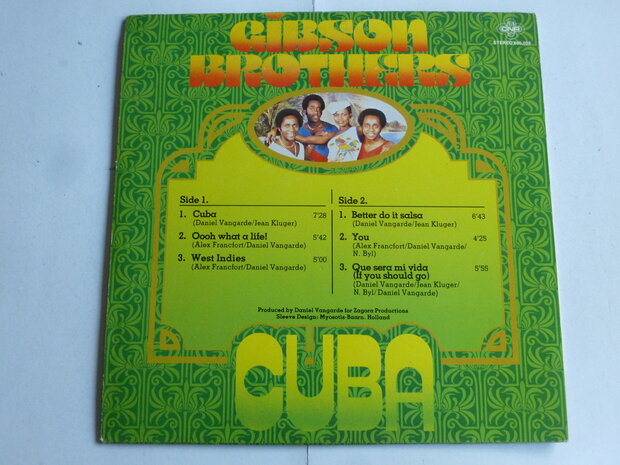 GIBSON
BROTHERS
CNR
STEREO 655.255
Side 1.
1. Cuba 7'28
(Daniel Vangarde/Jean Kluger)
2. Oooh what a life! 5'42
(Alex Francfort/Daniel Vangarde)
3. West Indies 5'00
(Alex Francfort/Daniel Vangarde)
Side 2.
1. Better do it salsa 6'43
(Daniel Vangarde/Jean Kluger)
2. You 4'25
(Alex Francfort/Daniel Vangarde/
N. Byl)
3. Que sera mi vida 5'55
(If you should go)
(Daniel Vangarde/Jean Kluger/
N. Byl/Daniel Vangarde)
Produced by Daniel Vangarde for Zagora Productions
Sleeve Design: Myosotis-Baarn. Holland
CUBA